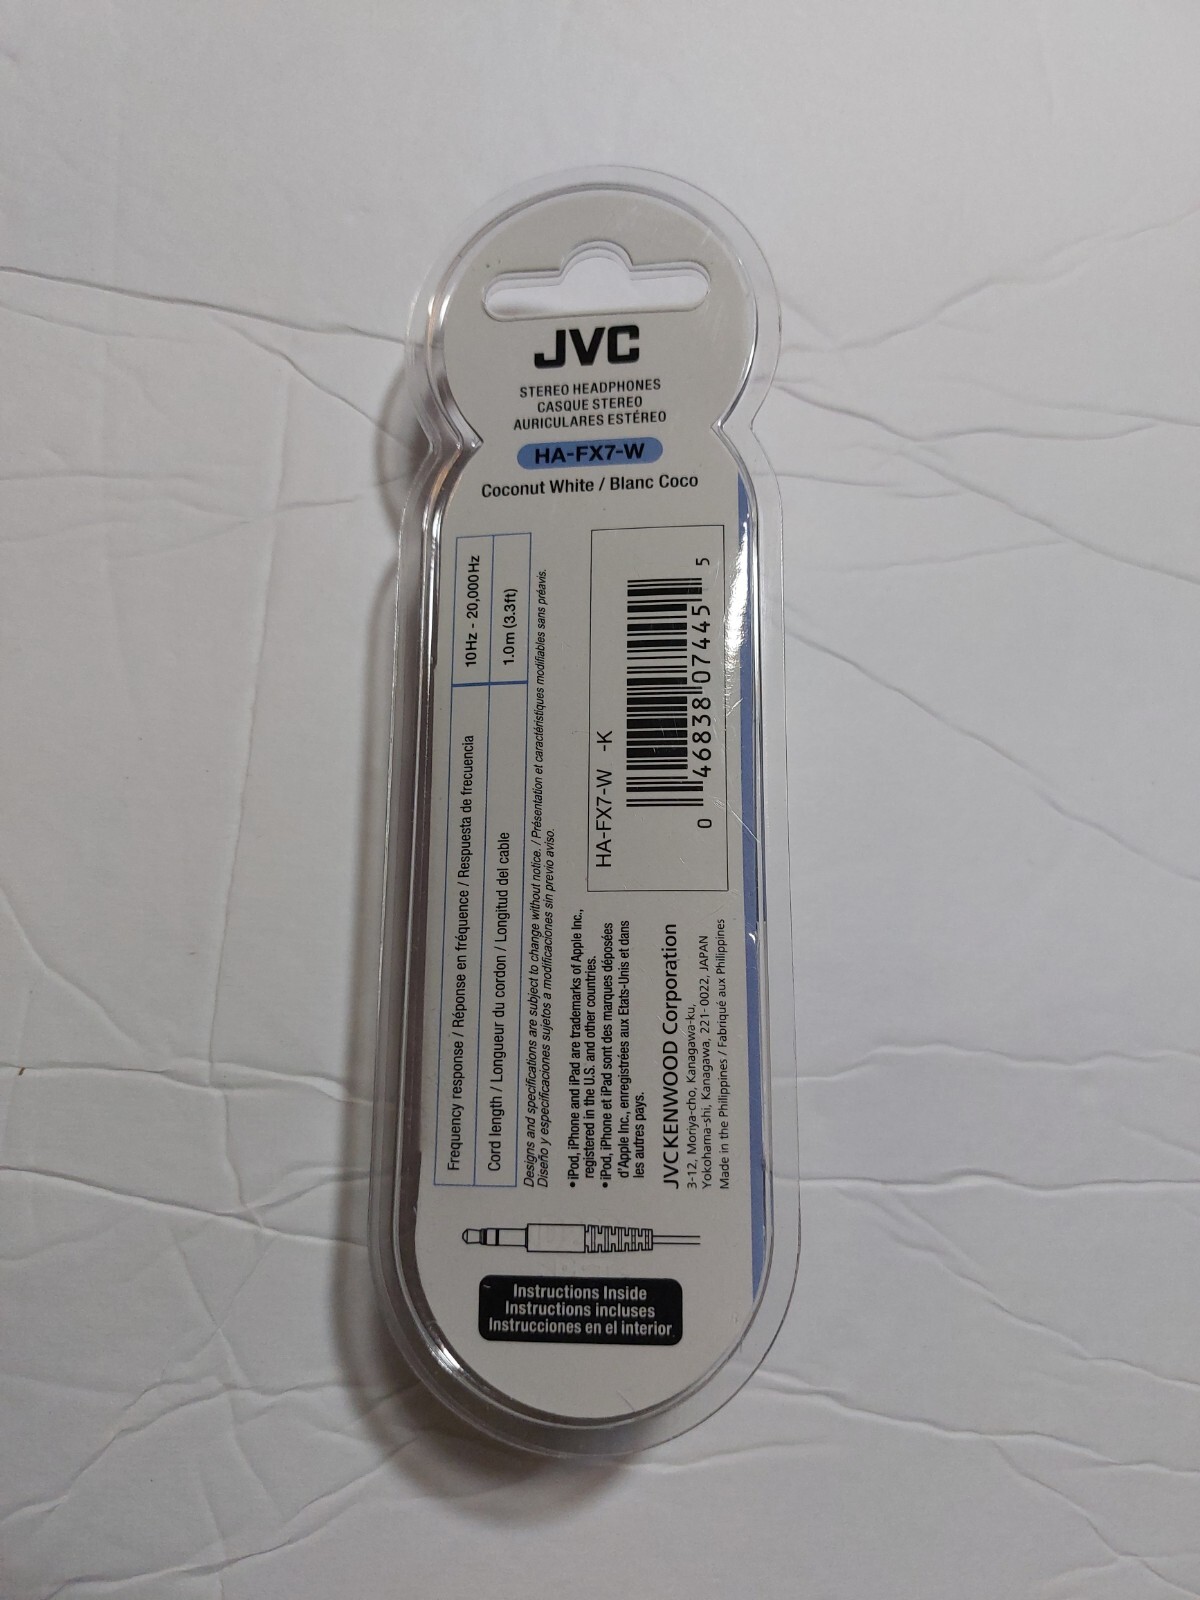 JVC
STEREO HEADPHONES
CASQUE STEREO
AURICULARES ESTÉREO
HA-FX7-W
Coconut White / Blanc Coco
Frequency response / Réponse en fréquence / Respuesta de frecuencia 10Hz - 20,000Hz
Cord length / Longueur du cordon / Longitud del cable 1.0m (3.3ft)
Designs and specifications are subject to change without notice. / Présentation et caractéristiques modifiables sans préavis.
Diseño y especificaciones sujetos a modificaciones sin previo aviso.
• iPod, iPhone and iPad are trademarks of Apple Inc.,
registered in the U.S. and other countries.
• iPod, iPhone et iPad sont des marques déposées
d'Apple Inc., enregistrées aux Etats-Unis et dans
les autres pays.
HA-FX7-W -K
0 46838 07445 5
JVCKENWOOD Corporation
3-12, Moriya-cho, Kanagawa-ku,
Yokohama-shi, Kanagawa, 221-0022, JAPAN
Made in the Philippines / Fabriqué aux Philippines
Instructions Inside
Instructions incluses
Instrucciones en el interior